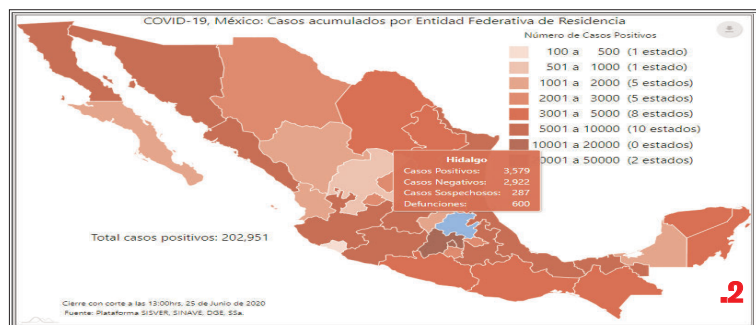 COVID-19, México: Casos acumulados por Entidad Federativa de Residencia
Número de Casos Positivos
100 a 500 (1 estado)
501 a 1000 (1 estado)
1001 a 2000 (5 estados)
2001 a 3000 (5 estados)
3001 a 5000 (8 estados)
5001 a 10000 (10 estados)
10001 a 20000 (0 estados)
0001 a 50000 (2 estados)
Hidalgo
Casos Positivos: 3,579
Casos Negativos: 2,922
Casos Sospechosos: 287
Defunciones: 600
Total casos positivos: 202,951
.2
Cierre con corte a las 13:00hrs, 25 de Junio de 2020
Fuente: Plataforma SISVER, SINAVE, DGE, SSa.